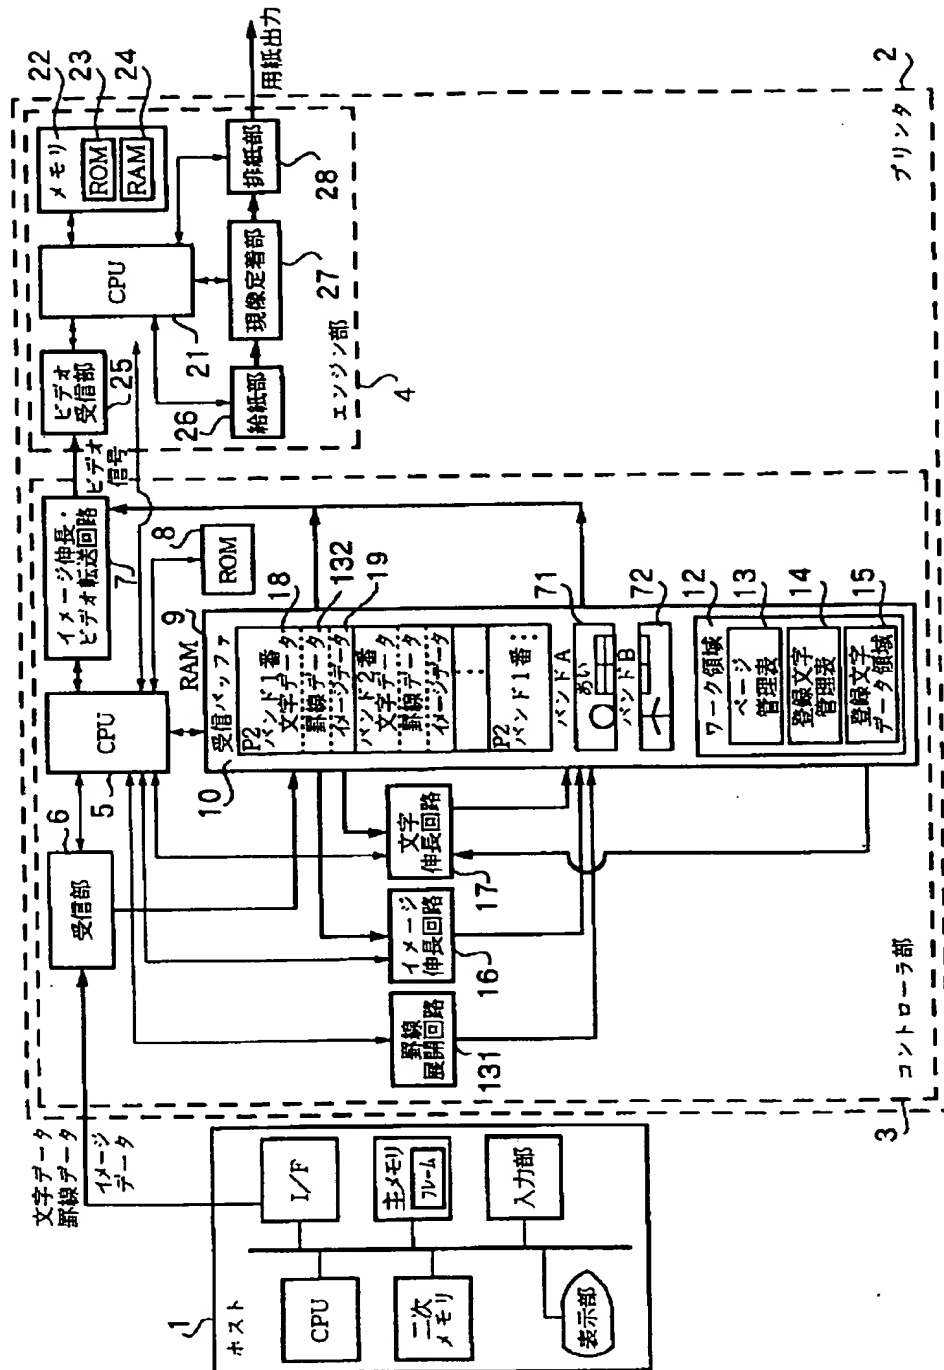 1
ホスト
CPU
I/F
二次
メモリ
主メモリ
フレーム
表示部
入力部
文字データ
罫線データ
イメージ
データ
3
コントローラ部
プリンタ
2
6
受信部
5
CPU
イメージ伸長・
ビデオ転送回路
7
ビデオ
信号
8
ROM
罫線
展開回路
131
イメージ
伸長回路
16
文字
伸長回路
17
9
RAM
10
受信バッファ
P2
バンド1番
文字データ
罫線データ
イメージデータ
バンド2番
文字データ
罫線データ
イメージデータ
P2
バンド1番
18
132
19
バンドA
あい
71
バンドB
72
ワーク領域
12
ページ
管理表
13
登録文字
管理表
14
登録文字
データ領域
15
ビデオ
受信部
25
CPU
21
メモリ
22
ROM
23
RAM
24
給紙部
26
現像定着部
27
排紙部
28
用紙出力
エンジン部
4